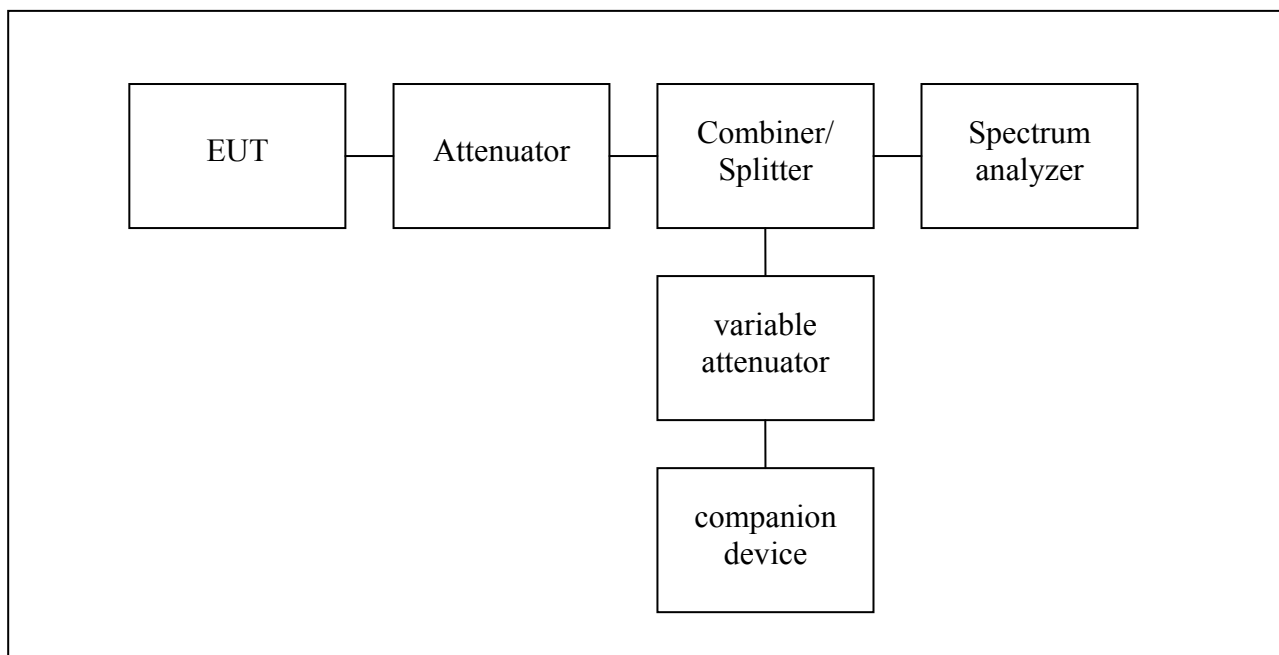 EUT
Attenuator
Combiner/
Splitter
Spectrum
analyzer
variable
attenuator
companion
device